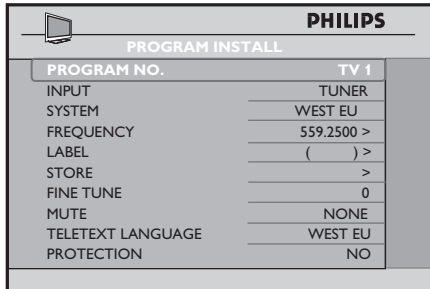 PHILIPS
PROGRAM INSTALL
PROGRAM NO. TV 1
INPUT TUNER
SYSTEM WEST EU
FREQUENCY 559.2500 >
LABEL ( ) >
STORE >
FINE TUNE 0
MUTE NONE
TELETEXT LANGUAGE WEST EU
PROTECTION NO